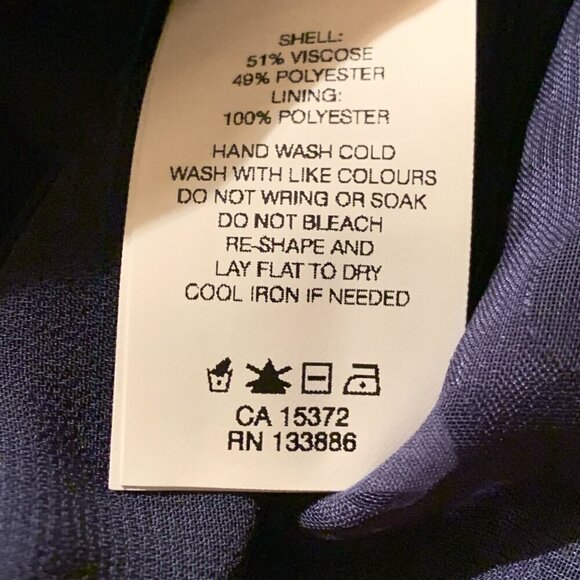 SHELL:
51% VISCOSE
49% POLYESTER
LINING:
100% POLYESTER
HAND WASH COLD
WASH WITH LIKE COLOURS
DO NOT WRING OR SOAK
DO NOT BLEACH
RE-SHAPE AND
LAY FLAT TO DRY
COOL IRON IF NEEDED
CA 15372
RN 133886